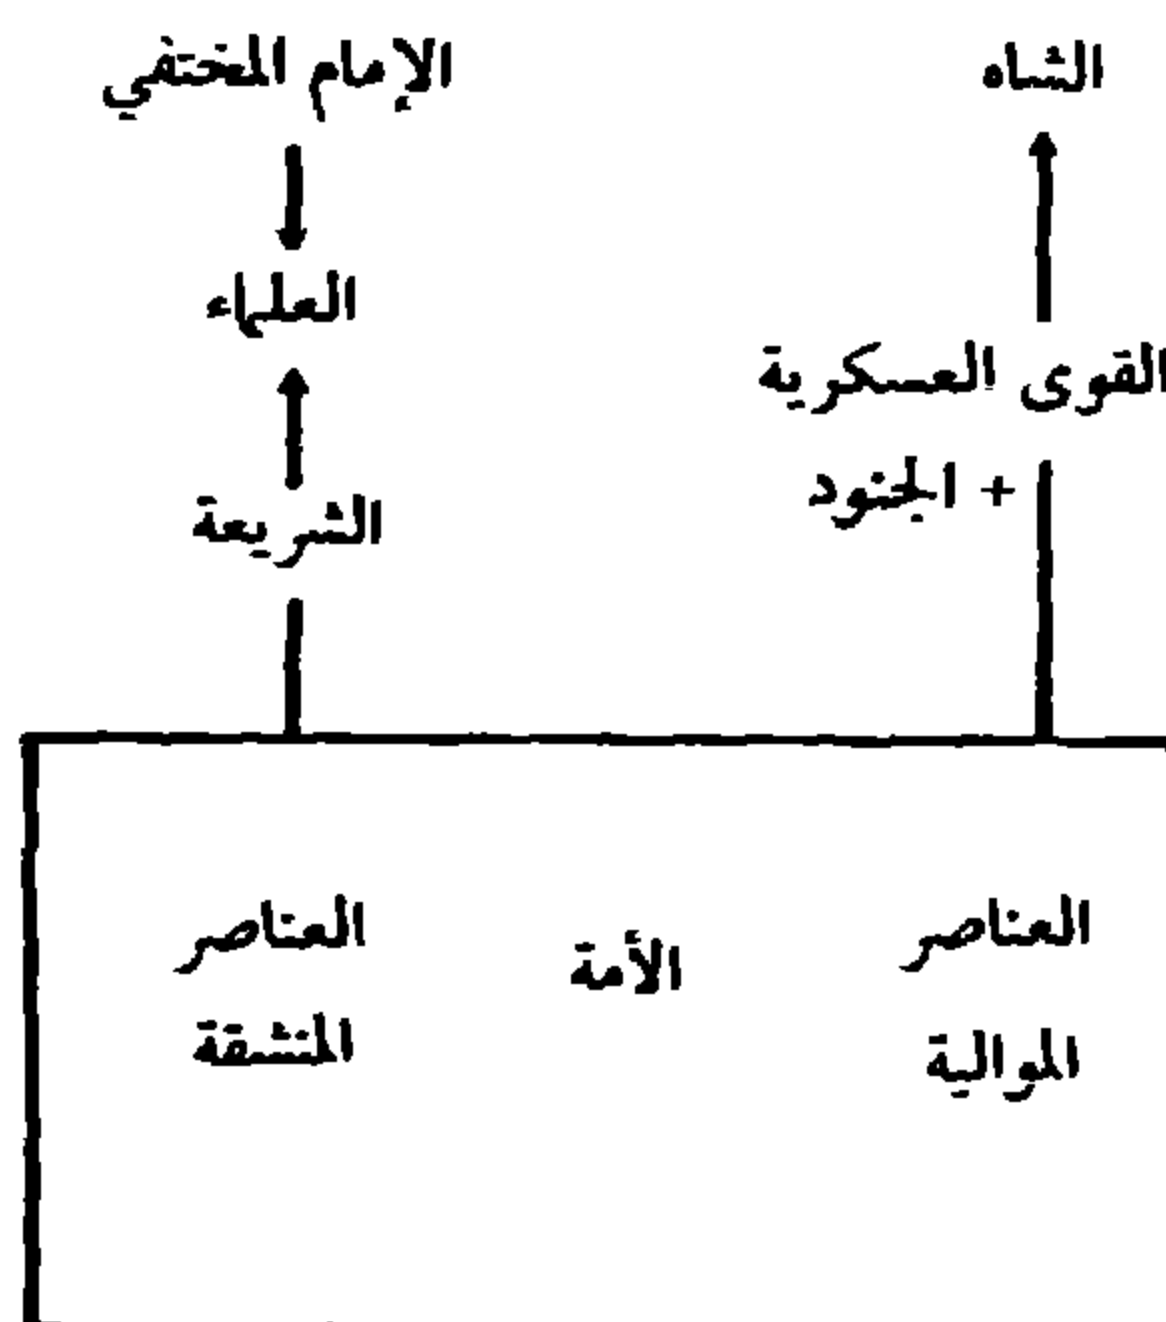 الشاه
الإمام المختفي
العلماء
القوى العسكرية
+ الجنود
الشريعة
العناصر
الموالية
الأمة
العناصر
المنشقة